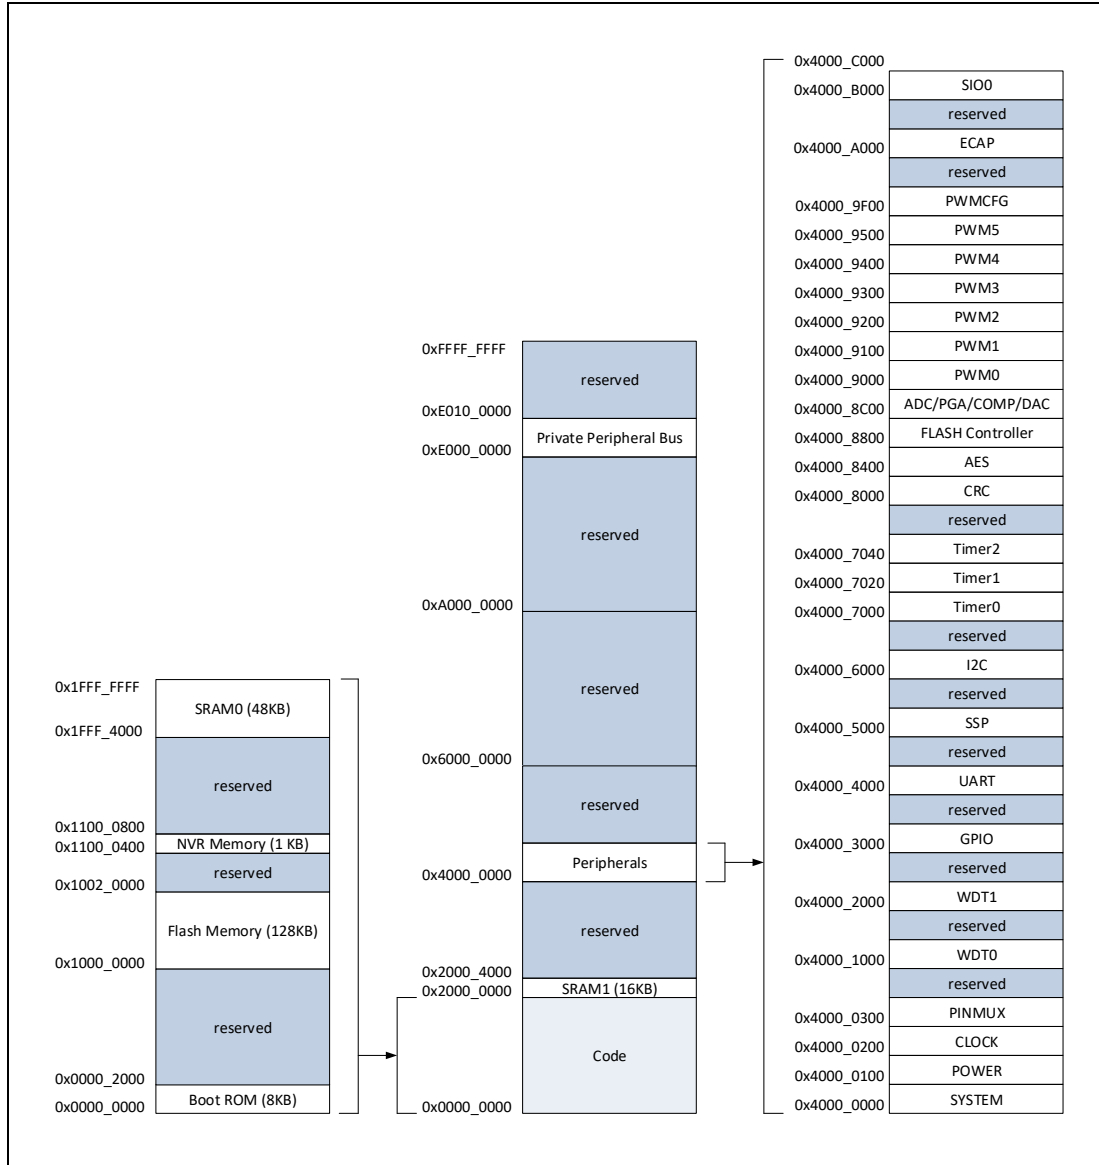 0x1FFF_FFFF
SRAM0 (48KB)
0x1FFF_4000
reserved
0x1100_0800
0x1100_0400
NVR Memory (1 KB)
reserved
0x1002_0000
Flash Memory (128KB)
0x1000_0000
reserved
0x0000_2000
Boot ROM (8KB)
0x0000_0000
0xFFFF_FFFF
reserved
0xE010_0000
Private Peripheral Bus
0xE000_0000
reserved
0xA000_0000
reserved
0x6000_0000
reserved
Peripherals
0x4000_0000
reserved
0x2000_4000
0x2000_0000
SRAM1 (16KB)
Code
0x0000_0000
0x4000_C000
0x4000_B000 SIO0
reserved
0x4000_A000 ECAP
reserved
0x4000_9F00 PWMCFG
0x4000_9500 PWM5
0x4000_9400 PWM4
0x4000_9300 PWM3
0x4000_9200 PWM2
0x4000_9100 PWM1
0x4000_9000 PWM0
0x4000_8C00 ADC/PGA/COMP/DAC
0x4000_8800 FLASH Controller
0x4000_8400 AES
0x4000_8000 CRC
reserved
0x4000_7040 Timer2
0x4000_7020 Timer1
0x4000_7000 Timer0
reserved
0x4000_6000 I2C
reserved
0x4000_5000 SSP
reserved
0x4000_4000 UART
reserved
0x4000_3000 GPIO
reserved
0x4000_2000 WDT1
reserved
0x4000_1000 WDT0
reserved
0x4000_0300 PINMUX
0x4000_0200 CLOCK
0x4000_0100 POWER
0x4000_0000 SYSTEM